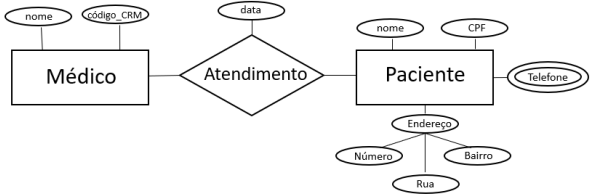 nome
código_CRM
data
nome
CPF
Médico
Atendimento
Paciente
Telefone
Endereço
Número
Bairro
Rua